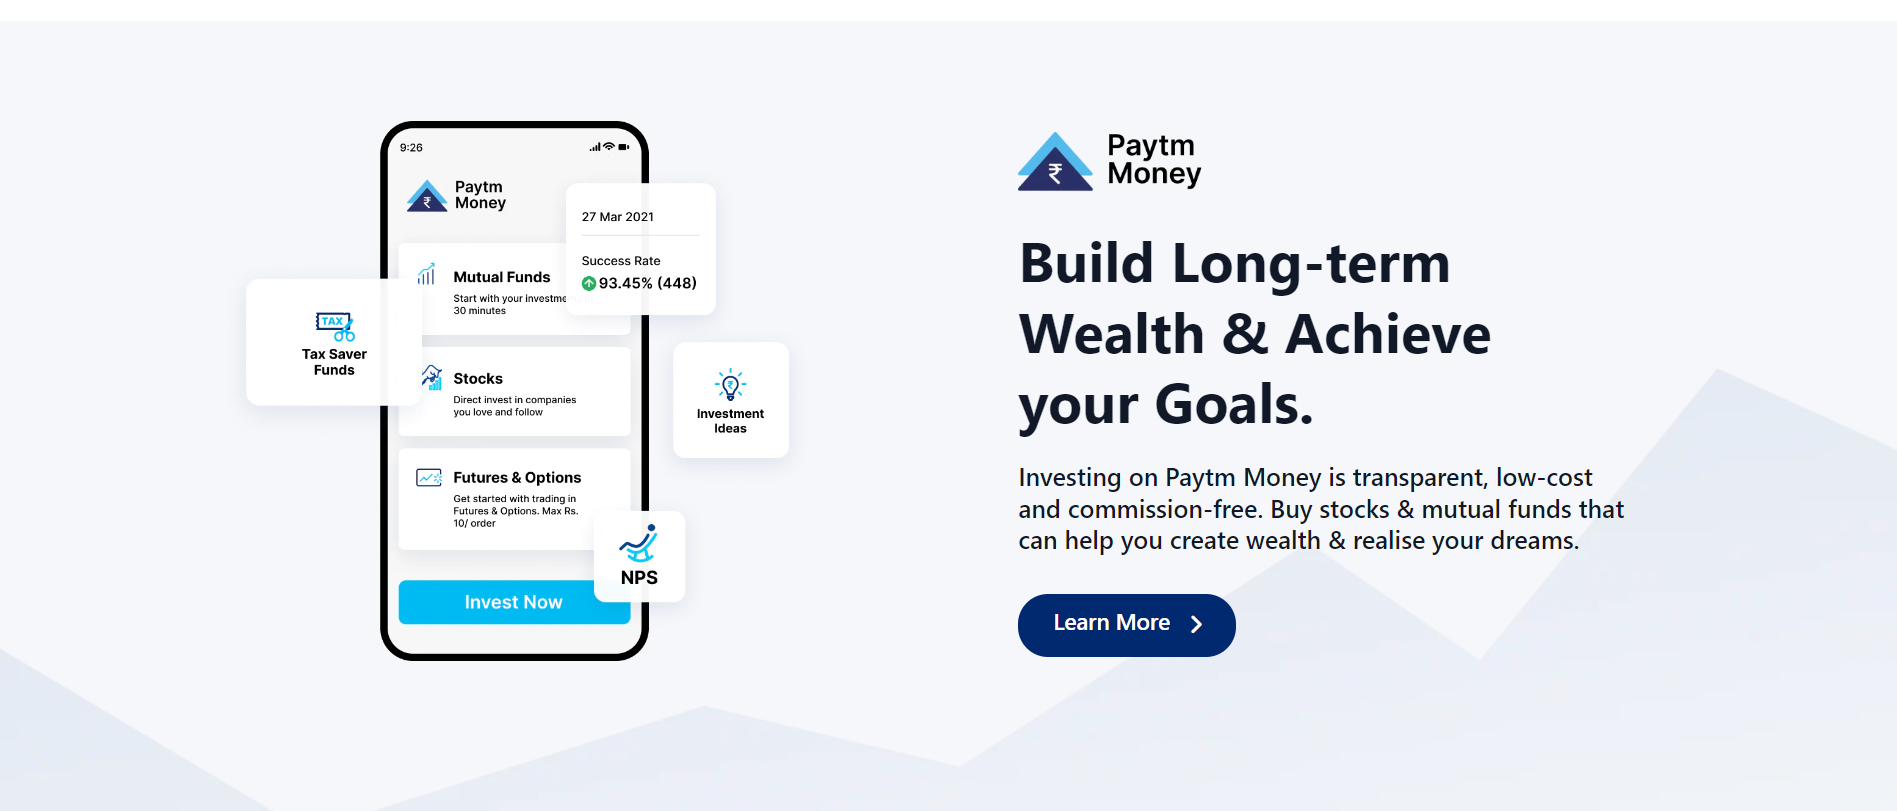 9:26
Paytm
Money
27 Mar 2021
Success Rate
93.45% (448)
Mutual Funds
Start with your investme
30 minutes
TAX
Tax Saver
Funds
Stocks
Direct invest in companies
you love and follow
Investment
Ideas
Futures & Options
Get started with trading in
Futures & Options. Max Rs.
10/ order
NPS
Invest Now
₹
Paytm
Money
Build Long-term
Wealth & Achieve
your Goals.
Investing on Paytm Money is transparent, low-cost
and commission-free. Buy stocks & mutual funds that
can help you create wealth & realise your dreams.
Learn More